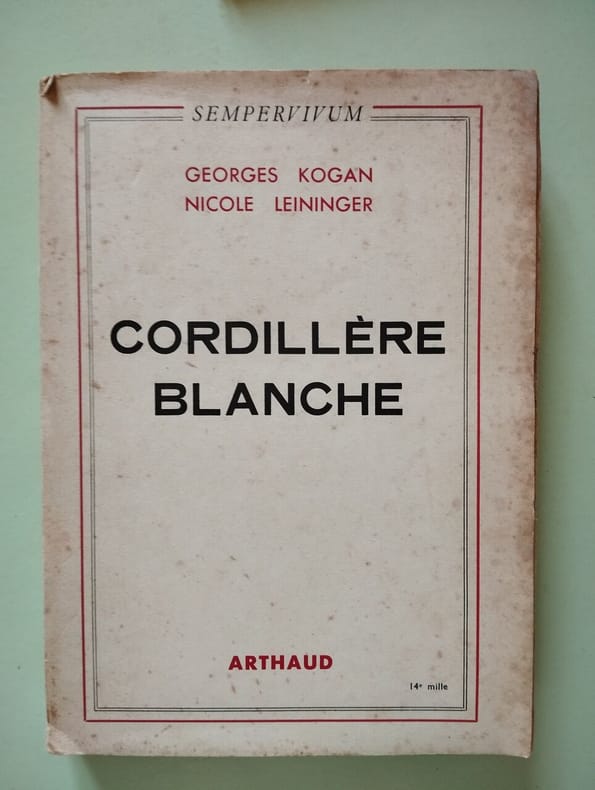 SEMPERVIVUM
GEORGES KOGAN
NICOLE LEININGER
CORDILLÈRE
BLANCHE
ARTHAUD
14e mille